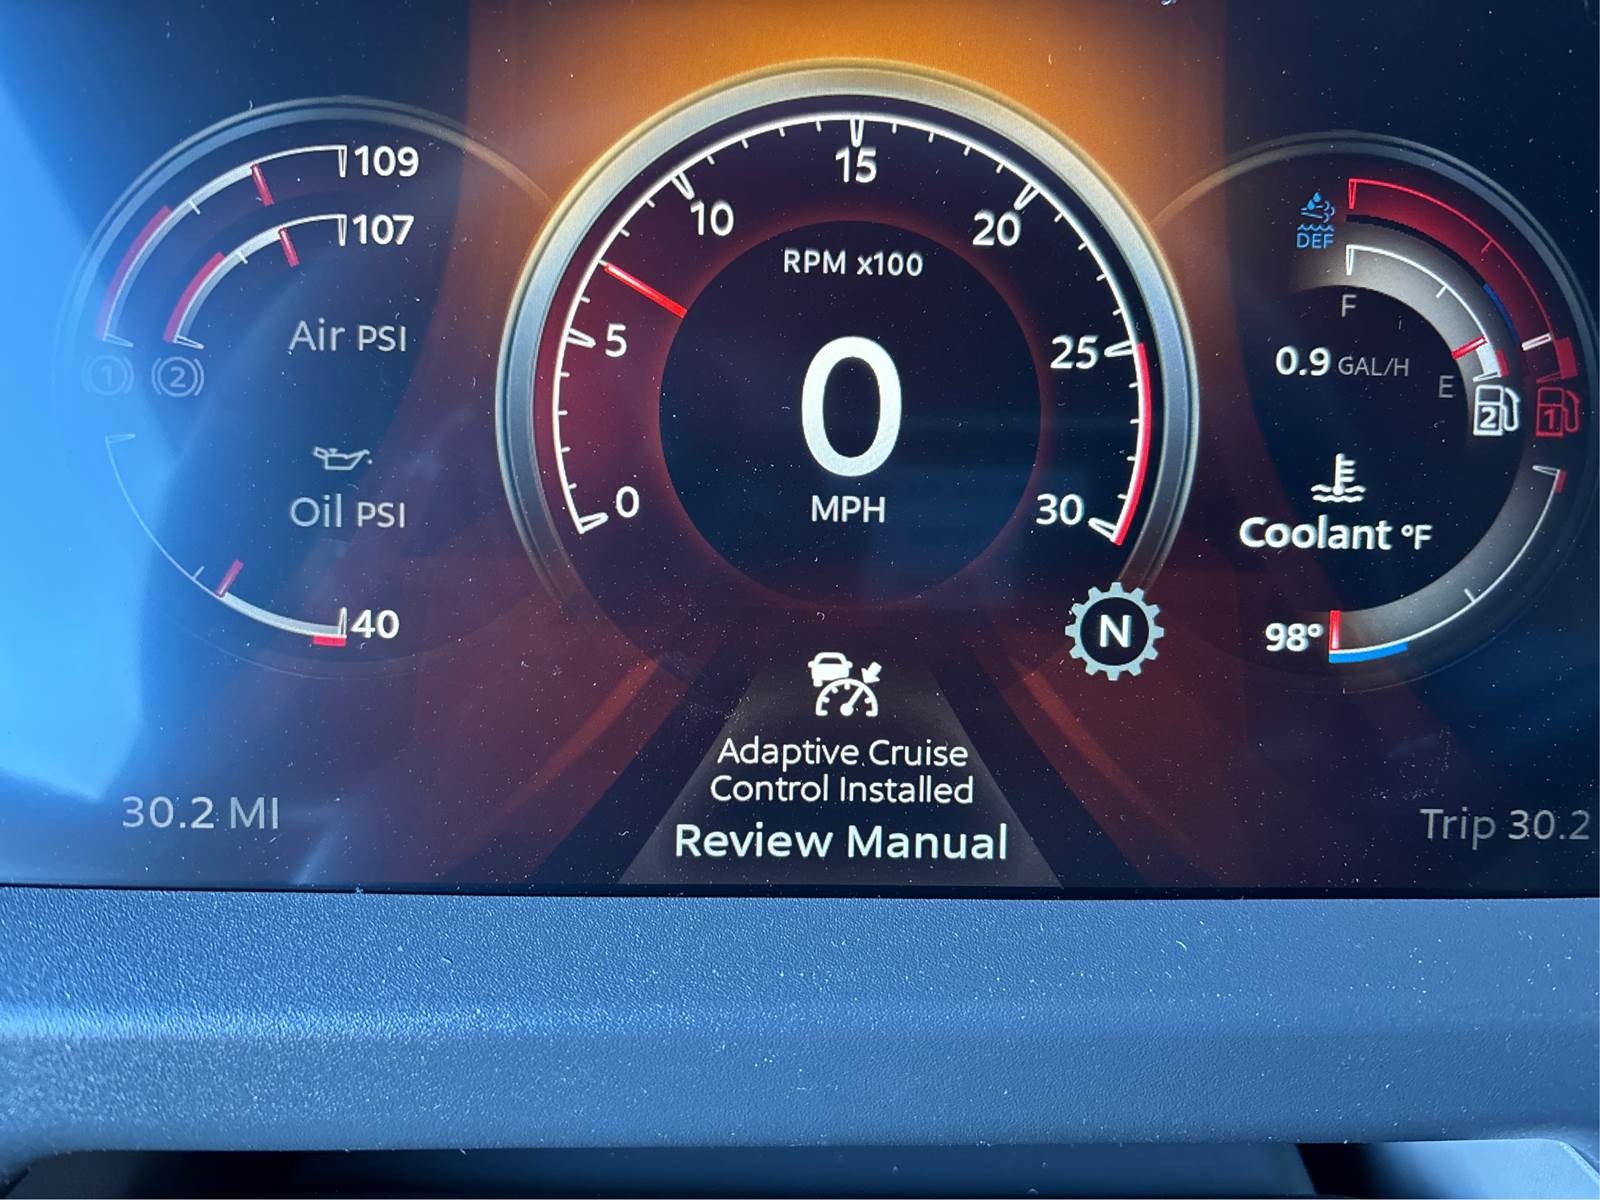 109
107
Air PSI
1
2
Oil PSI
40
0
5
10
15
20
25
30
RPM x100
0
MPH
N
DEF
F
0.9 GAL/H
E
2
1
Coolant °F
98°
Adaptive Cruise
Control Installed
Review Manual
30.2 MI
Trip 30.2